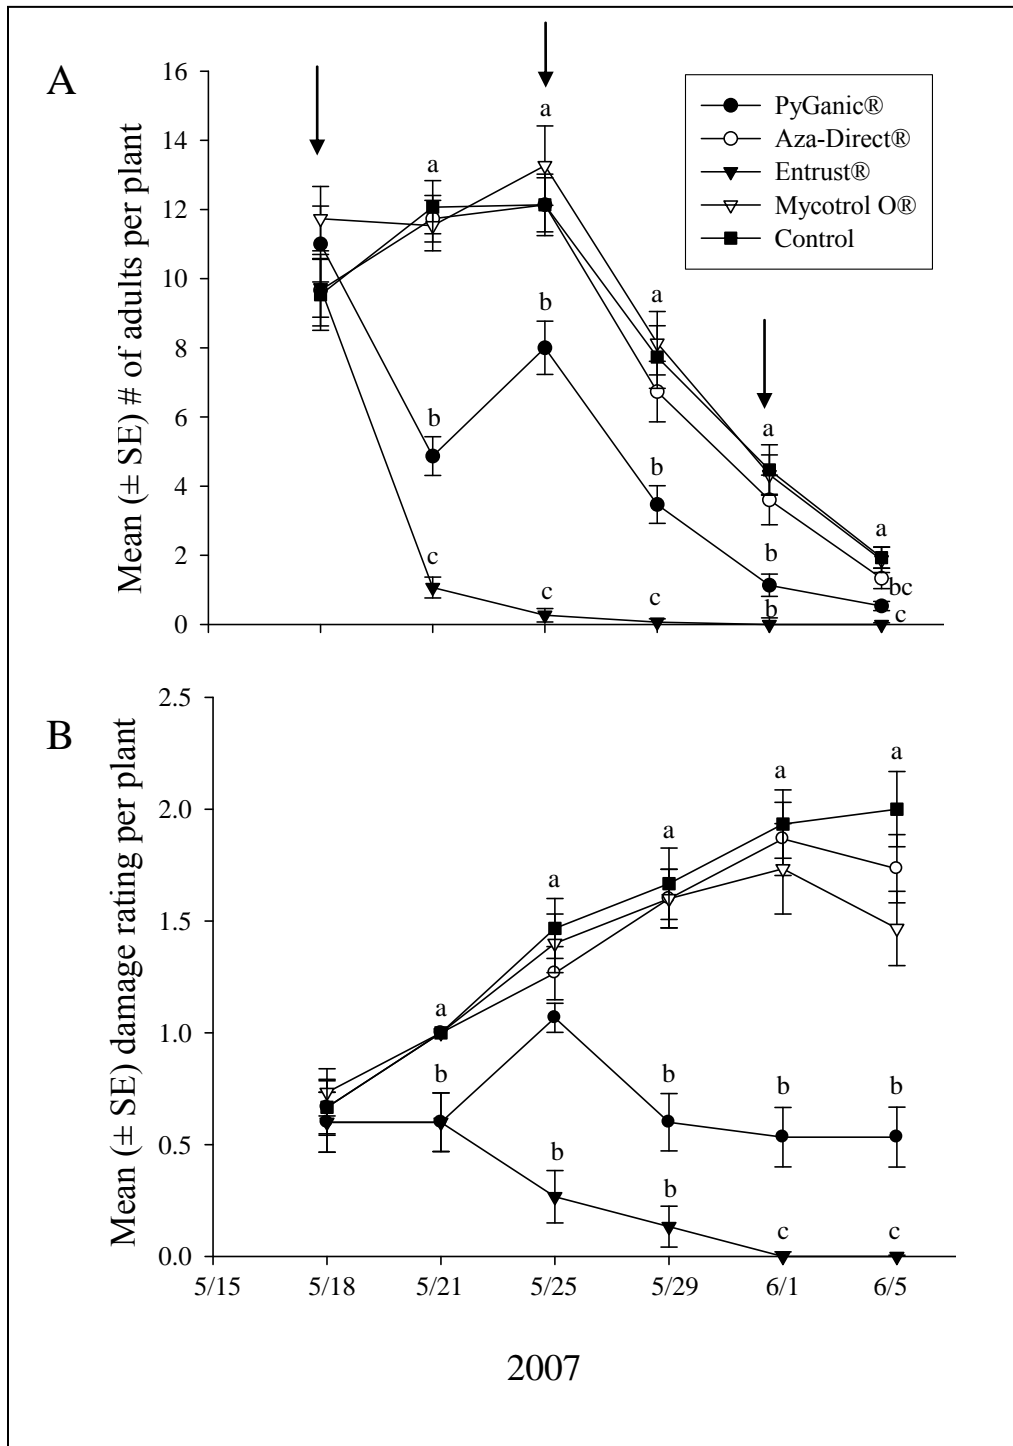 A
Mean (± SE) # of adults per plant
16
14
12
10
8
6
4
2
0
PyGanic®
Aza-Direct®
Entrust®
Mycotrol O®
Control
a
a
a
a
a
b
b
b
b
bc
c
c
c
b
c
B
Mean (± SE) damage rating per plant
2.5
2.0
1.5
1.0
0.5
0.0
a
a
a
a
a
b
b
b
b
b
b
c
c
5/15
5/18
5/21
5/25
5/29
6/1
6/5
2007